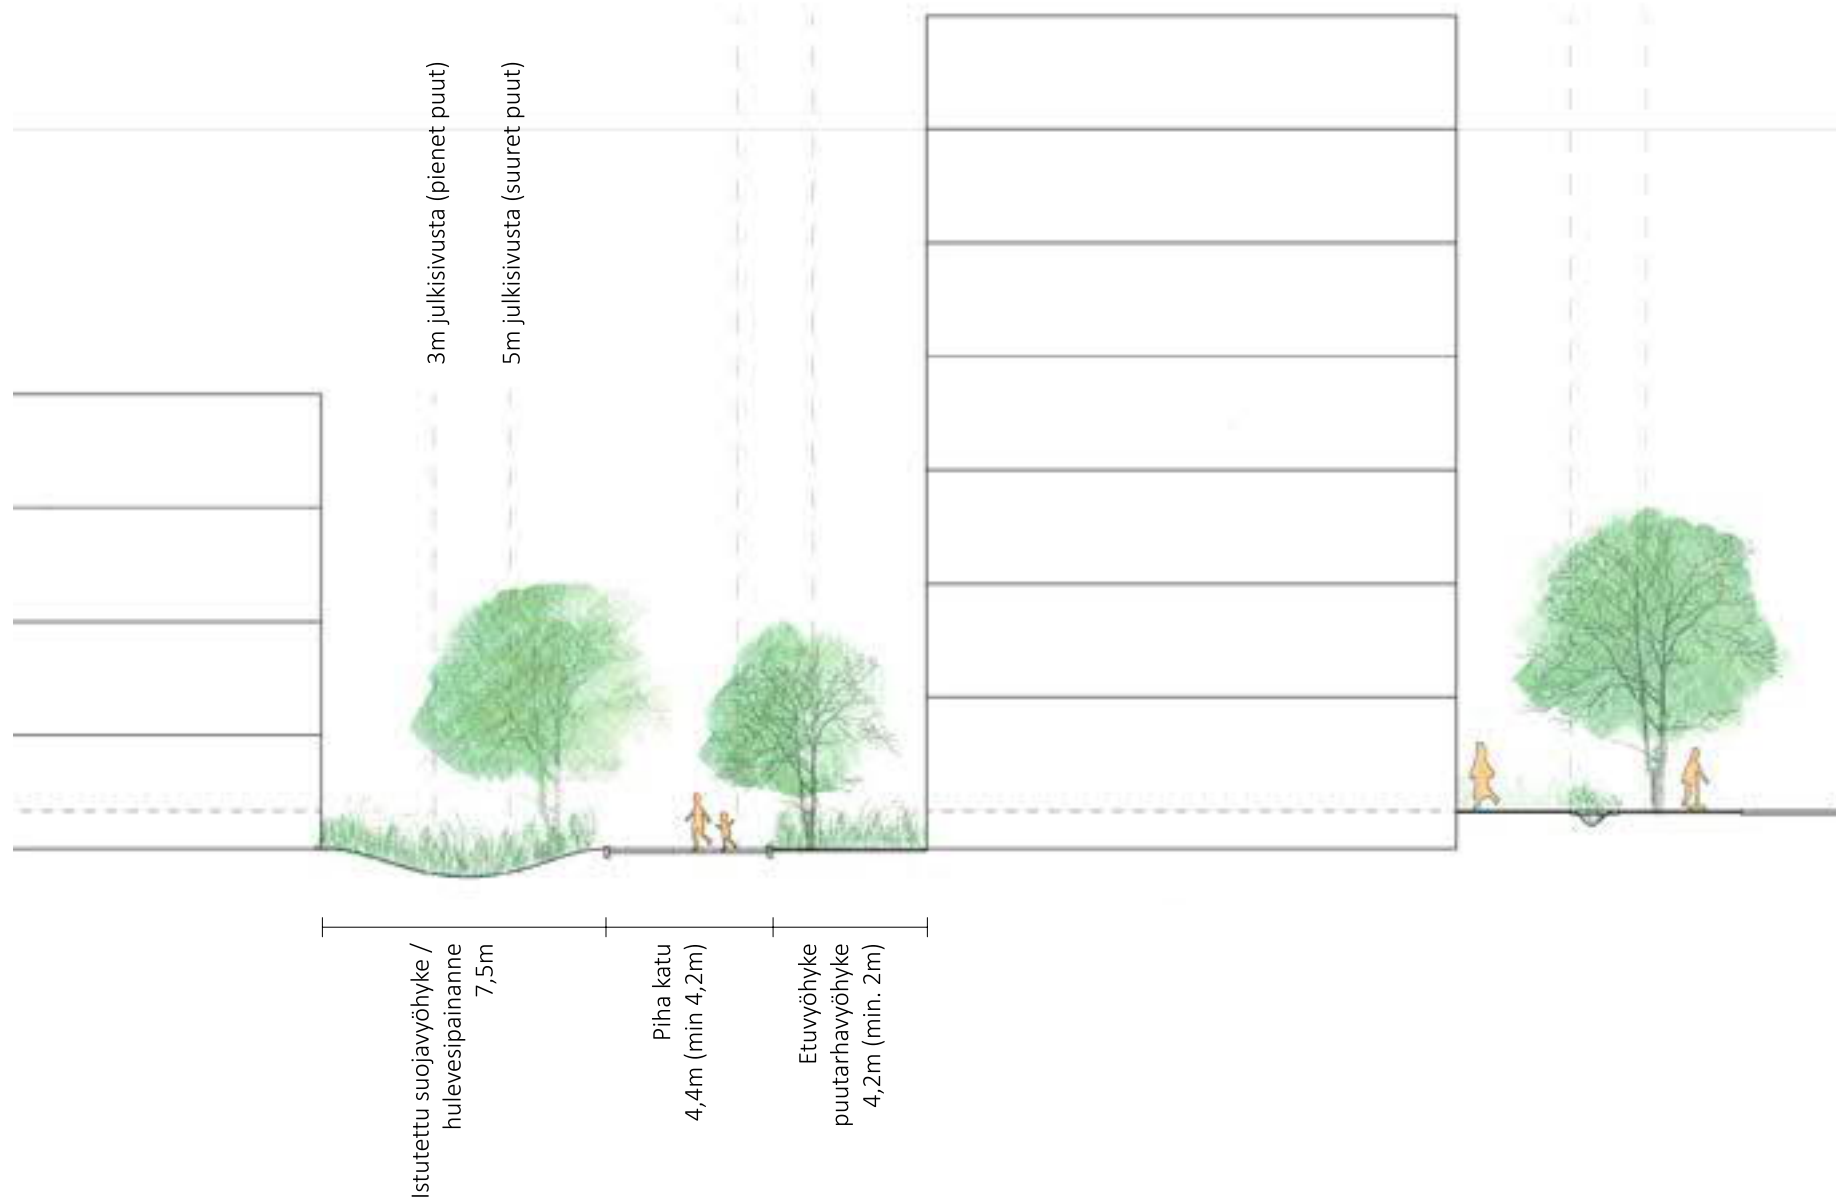 3m julkisivusta (pienet puut)
5m julkisivusta (suuret puut)
Istutettu suojavyöhyke /
hulevesipainanne
7,5m
Piha katu
4,4m (min 4,2m)
Etuvyöhyke
puutarhavyöhyke
4,2m (min. 2m)